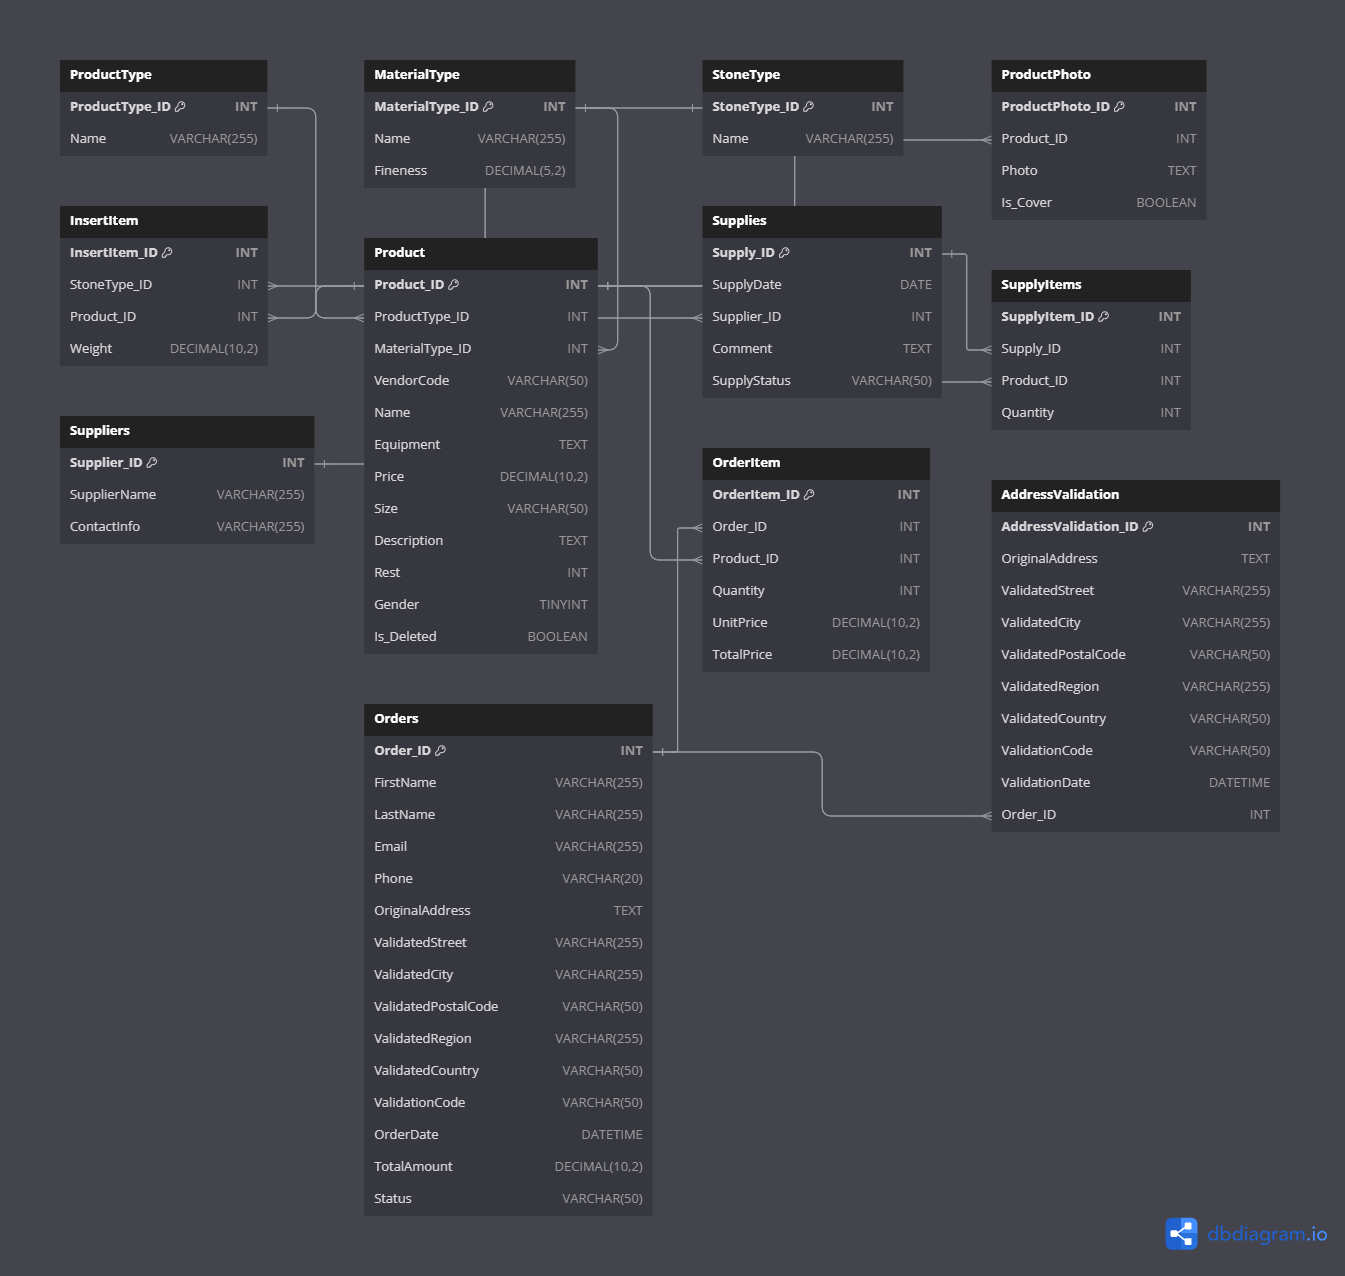 ProductType
ProductType_ID INT
Name VARCHAR(255)
MaterialType
MaterialType_ID INT
Name VARCHAR(255)
Fineness DECIMAL(5,2)
StoneType
StoneType_ID INT
Name VARCHAR(255)
ProductPhoto
ProductPhoto_ID INT
Product_ID INT
Photo TEXT
Is_Cover BOOLEAN
InsertItem
InsertItem_ID INT
StoneType_ID INT
Product_ID INT
Weight DECIMAL(10,2)
Product
Product_ID INT
ProductType_ID INT
MaterialType_ID INT
VendorCode VARCHAR(50)
Name VARCHAR(255)
Equipment TEXT
Price DECIMAL(10,2)
Size VARCHAR(50)
Description TEXT
Rest INT
Gender TINYINT
Is_Deleted BOOLEAN
Supplies
Supply_ID INT
SupplyDate DATE
Supplier_ID INT
Comment TEXT
SupplyStatus VARCHAR(50)
SupplyItems
SupplyItem_ID INT
Supply_ID INT
Product_ID INT
Quantity INT
Suppliers
Supplier_ID INT
SupplierName VARCHAR(255)
ContactInfo VARCHAR(255)
OrderItem
OrderItem_ID INT
Order_ID INT
Product_ID INT
Quantity INT
UnitPrice DECIMAL(10,2)
TotalPrice DECIMAL(10,2)
AddressValidation
AddressValidation_ID INT
OriginalAddress TEXT
ValidatedStreet VARCHAR(255)
ValidatedCity VARCHAR(255)
ValidatedPostalCode VARCHAR(50)
ValidatedRegion VARCHAR(255)
ValidatedCountry VARCHAR(50)
ValidationCode VARCHAR(50)
ValidationDate DATETIME
Order_ID INT
Orders
Order_ID INT
FirstName VARCHAR(255)
LastName VARCHAR(255)
Email VARCHAR(255)
Phone VARCHAR(20)
OriginalAddress TEXT
ValidatedStreet VARCHAR(255)
ValidatedCity VARCHAR(255)
ValidatedPostalCode VARCHAR(50)
ValidatedRegion VARCHAR(255)
ValidatedCountry VARCHAR(50)
ValidationCode VARCHAR(50)
OrderDate DATETIME
TotalAmount DECIMAL(10,2)
Status VARCHAR(50)
dbdiagram.io